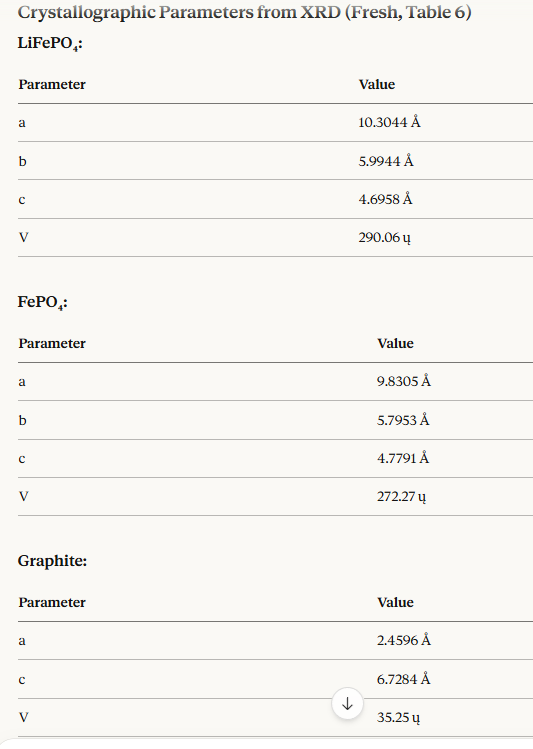 Crystallographic Parameters from XRD (Fresh, Table 6)
LiFePO₄:
Parameter Value
a 10.3044 Å
b 5.9944 Å
c 4.6958 Å
V 290.06 ų
FePO₄:
Parameter Value
a 9.8305 Å
b 5.7953 Å
c 4.7791 Å
V 272.27 ų
Graphite:
Parameter Value
a 2.4596 Å
c 6.7284 Å
V 35.25 ų